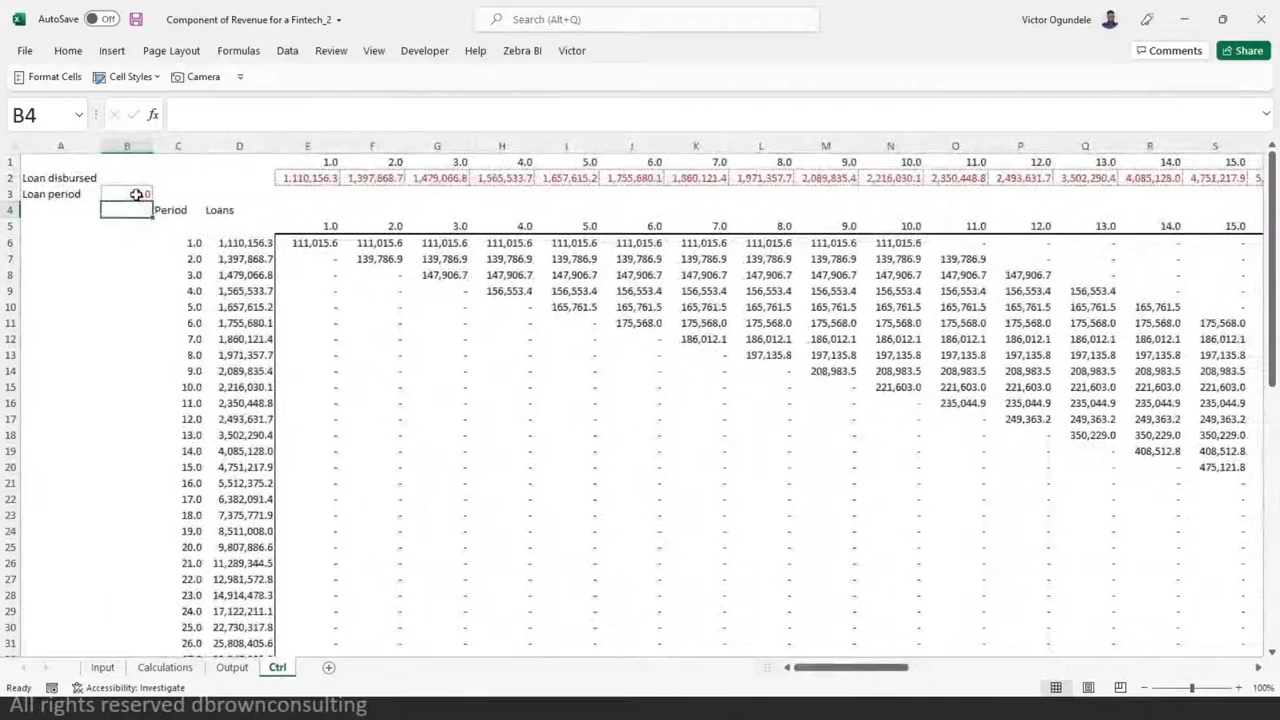 AutoSave Off Component of Revenue for a Fintech_2 Search (Alt+Q) Victor Ogundele
File Home Insert Page Layout Formulas Data Review View Developer Help Zebra BI Victor Comments Share
Format Cells Cell Styles Camera
B4 fx
A B C D E F G H I J K L M N O P Q R S
1 1.0 2.0 3.0 4.0 5.0 6.0 7.0 8.0 9.0 10.0 11.0 12.0 13.0 14.0 15.0
2 Loan disbursed 1,110,156.3 1,397,868.7 1,479,066.8 1,565,533.7 1,657,615.2 1,755,680.1 1,860,121.4 1,971,357.7 2,089,835.4 2,216,030.1 2,350,448.8 2,493,631.7 3,502,290.4 4,085,128.0 4,751,217.9 5,
3 Loan period
4 Period Loans
5 1.0 2.0 3.0 4.0 5.0 6.0 7.0 8.0 9.0 10.0 11.0 12.0 13.0 14.0 15.0
6 1.0 1,110,156.3 111,015.6 111,015.6 111,015.6 111,015.6 111,015.6 111,015.6 111,015.6 111,015.6 111,015.6 111,015.6 - - - - -
7 2.0 1,397,868.7 - 139,786.9 139,786.9 139,786.9 139,786.9 139,786.9 139,786.9 139,786.9 139,786.9 139,786.9 139,786.9 - - - -
8 3.0 1,479,066.8 - - 147,906.7 147,906.7 147,906.7 147,906.7 147,906.7 147,906.7 147,906.7 147,906.7 147,906.7 147,906.7 - - -
9 4.0 1,565,533.7 - - - 156,553.4 156,553.4 156,553.4 156,553.4 156,553.4 156,553.4 156,553.4 156,553.4 156,553.4 156,553.4 - -
10 5.0 1,657,615.2 - - - - 165,761.5 165,761.5 165,761.5 165,761.5 165,761.5 165,761.5 165,761.5 165,761.5 165,761.5 165,761.5 -
11 6.0 1,755,680.1 - - - - - 175,568.0 175,568.0 175,568.0 175,568.0 175,568.0 175,568.0 175,568.0 175,568.0 175,568.0 175,568.0
12 7.0 1,860,121.4 - - - - - - 186,012.1 186,012.1 186,012.1 186,012.1 186,012.1 186,012.1 186,012.1 186,012.1 186,012.1
13 8.0 1,971,357.7 - - - - - - - 197,135.8 197,135.8 197,135.8 197,135.8 197,135.8 197,135.8 197,135.8 197,135.8
14 9.0 2,089,835.4 - - - - - - - - 208,983.5 208,983.5 208,983.5 208,983.5 208,983.5 208,983.5 208,983.5
15 10.0 2,216,030.1 - - - - - - - - - 221,603.0 221,603.0 221,603.0 221,603.0 221,603.0 221,603.0
16 11.0 2,350,448.8 - - - - - - - - - - 235,044.9 235,044.9 235,044.9 235,044.9 235,044.9
17 12.0 2,493,631.7 - - - - - - - - - - - 249,363.2 249,363.2 249,363.2 249,363.2
18 13.0 3,502,290.4 - - - - - - - - - - - - 350,229.0 350,229.0 350,229.0
19 14.0 4,085,128.0 - - - - - - - - - - - - - 408,512.8 408,512.8
20 15.0 4,751,217.9 - - - - - - - - - - - - - - 475,121.8
21 16.0 5,512,375.2 - - - - - - - - - - - - - - -
22 17.0 6,382,091.4 - - - - - - - - - - - - - - -
23 18.0 7,375,771.9 - - - - - - - - - - - - - - -
24 19.0 8,511,008.0 - - - - - - - - - - - - - - -
25 20.0 9,807,886.6 - - - - - - - - - - - - - - -
26 21.0 11,289,344.5 - - - - - - - - - - - - - - -
27 22.0 12,981,572.8 - - - - - - - - - - - - - - -
28 23.0 14,914,478.3 - - - - - - - - - - - - - - -
29 24.0 17,122,211.1 - - - - - - - - - - - - - - -
30 25.0 22,730,317.8 - - - - - - - - - - - - - - -
31 26.0 25,808,405.6 - - - - - - - - - - - - - - -
Input Calculations Output Ctrl
Ready Accessibility: Investigate 100%
All rights reserved dbrownconsulting